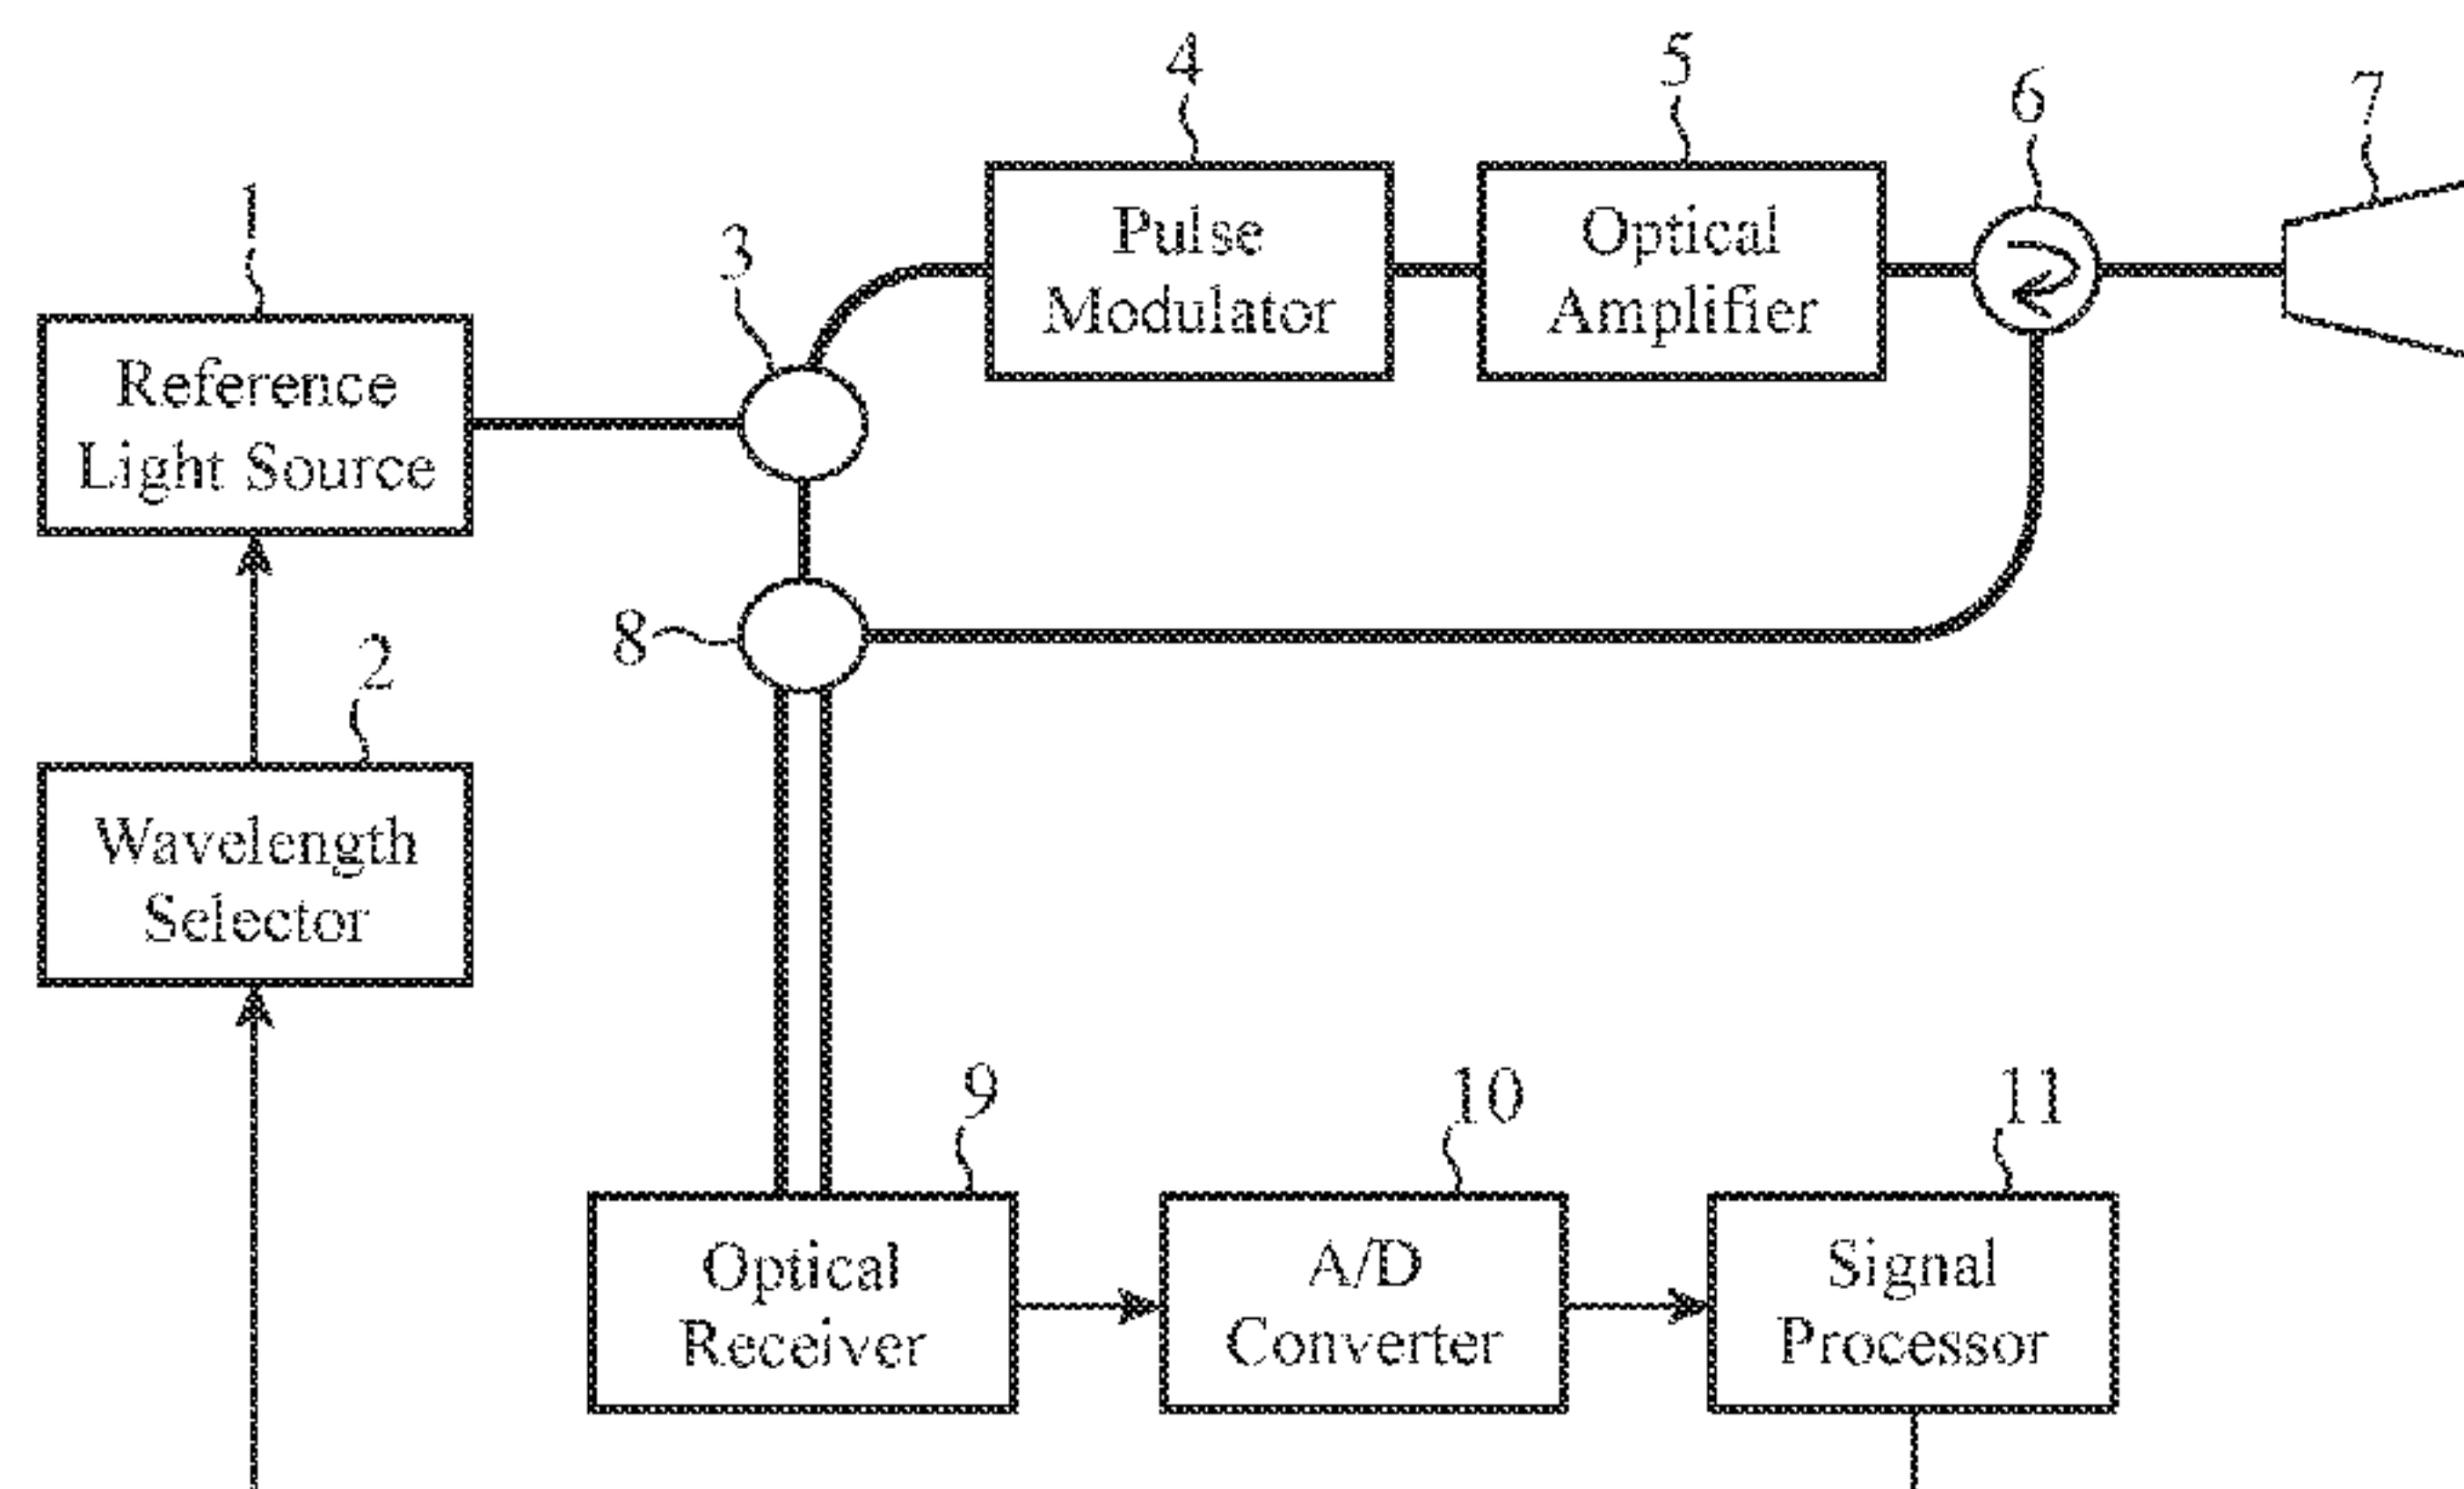 4
5
6
7
1
3
Pulse
Modulator
Optical
Amplifier
Reference
Light Source
8
2
Wavelength
Selector
9
10
11
Optical
Receiver
A/D
Converter
Signal
Processor